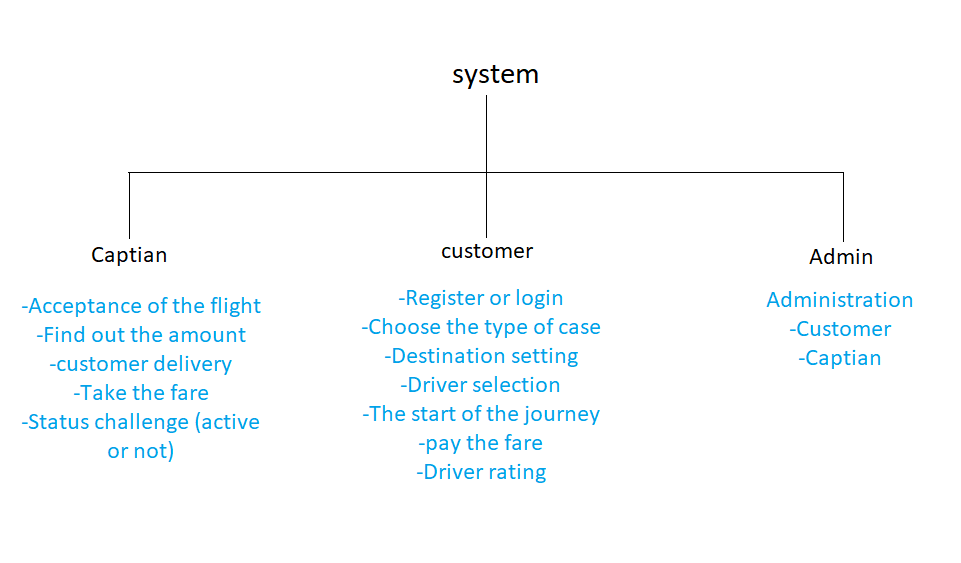 system
Captian
-Acceptance of the flight
-Find out the amount
-customer delivery
-Take the fare
-Status challenge (active
or not)
customer
-Register or login
-Choose the type of case
-Destination setting
-Driver selection
-The start of the journey
-pay the fare
-Driver rating
Admin
Administration
-Customer
-Captian